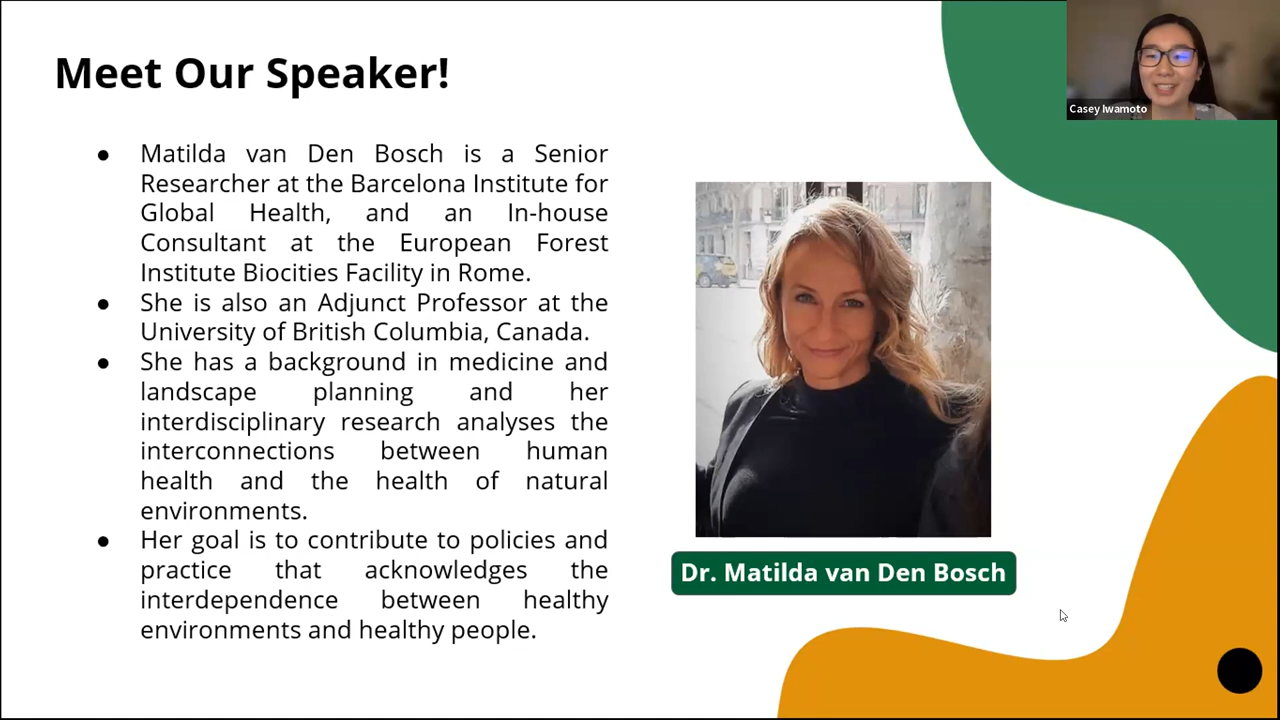 Meet Our Speaker!
Casey Iwamoto
● Matilda van Den Bosch is a Senior
Researcher at the Barcelona Institute for
Global Health, and an In-house
Consultant at the European Forest
Institute Biocities Facility in Rome.
● She is also an Adjunct Professor at the
University of British Columbia, Canada.
● She has a background in medicine and
landscape planning and her
interdisciplinary research analyses the
interconnections between human
health and the health of natural
environments.
● Her goal is to contribute to policies and
practice that acknowledges the
interdependence between healthy
environments and healthy people.
Dr. Matilda van Den Bosch